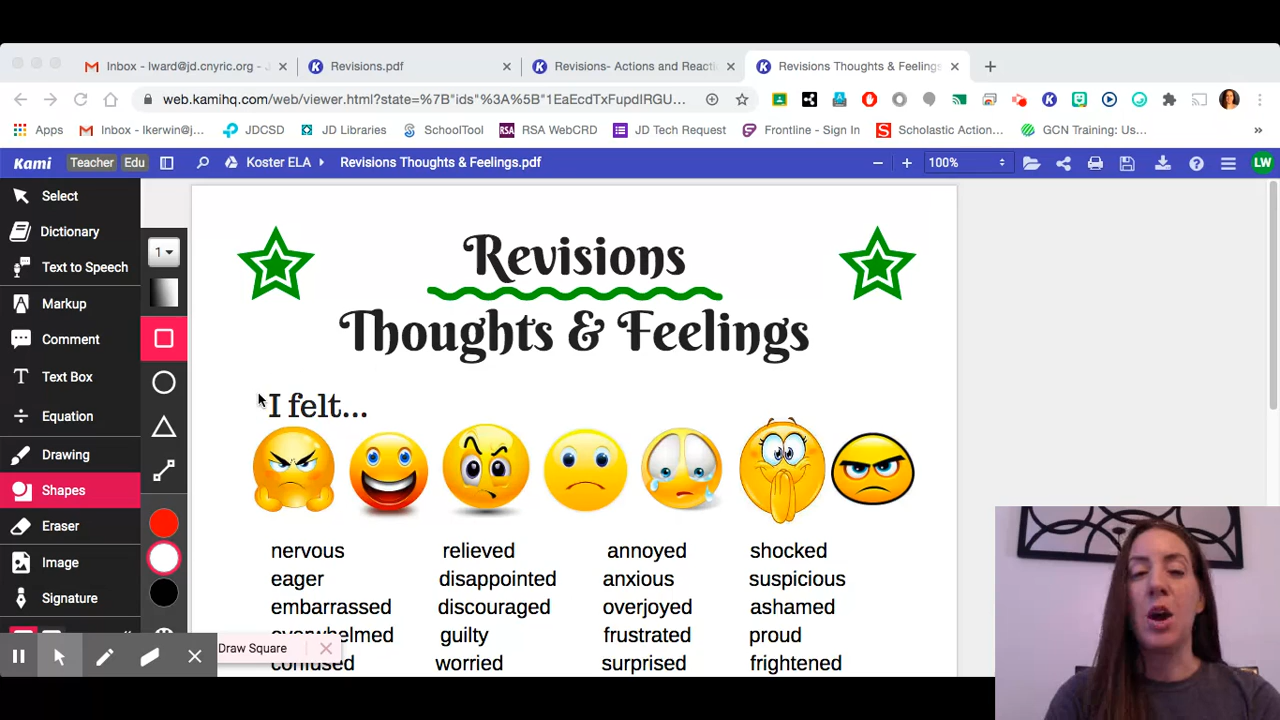 Inbox - lward@jd.cnyric.org - J
Revisions.pdf
Revisions- Actions and Reacti
Revisions Thoughts & Feelings
web.kamihq.com/web/viewer.html?state=%7B"ids"%3A%5B"1EaEcdTxFupdIRGU...
Apps
Inbox - lkerwin@j...
JDCSD
JD Libraries
SchoolTool
RSA
RSA WebCRD
JD Tech Request
Frontline - Sign In
S
Scholastic Actio...
GCN Training: Us...
»
Kami
Teacher
Edu
Koster ELA
Revisions Thoughts & Feelings.pdf
100%
LW
Select
Dictionary
Text to Speech
Markup
Comment
Text Box
Equation
Drawing
Shapes
Eraser
Image
Signature
1
Draw Square
Revisions
Thoughts & Feelings
I felt...
nervous relieved annoyed shocked
eager disappointed anxious suspicious
embarrassed discouraged overjoyed ashamed
overwhelmed guilty frustrated proud
confused worried surprised frightened